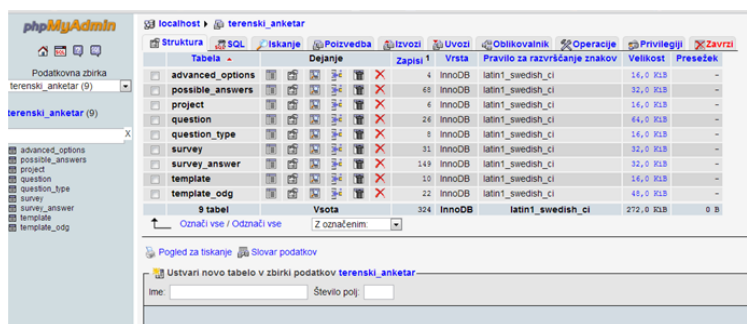 phpMyAdmin
Podatkovna zbirka
terenski_anketar (9)
terenski_anketar (9)
X
advanced_options
possible_answers
project
question
question_type
survey
survey_answer
template
template_odg
localhost ▸ terenski_anketar
Struktura SQL Iskanje Poizvedba Izvozi Uvozi Oblikovalnik Operacije Privilegiji Zavrzi
Tabela Dejanje Zapisi 1 Vrsta Pravilo za razvrščanje znakov Velikost Presežek
advanced_options 4 InnoDB latin1_swedish_ci 16,0 KiB -
possible_answers 68 InnoDB latin1_swedish_ci 32,0 KiB -
project 6 InnoDB latin1_swedish_ci 16,0 KiB -
question 26 InnoDB latin1_swedish_ci 64,0 KiB -
question_type 8 InnoDB latin1_swedish_ci 16,0 KiB -
survey 31 InnoDB latin1_swedish_ci 32,0 KiB -
survey_answer 149 InnoDB latin1_swedish_ci 32,0 KiB -
template 10 InnoDB latin1_swedish_ci 16,0 KiB -
template_odg 22 InnoDB latin1_swedish_ci 48,0 KiB -
9 tabel Vsota 324 InnoDB latin1_swedish_ci 272,0 KiB 0 B
Označi vse / Odznači vse Z označenim:
Pogled za tiskanje Slovar podatkov
Ustvari novo tabelo v zbirki podatkov terenski_anketar
Ime: Število polj: